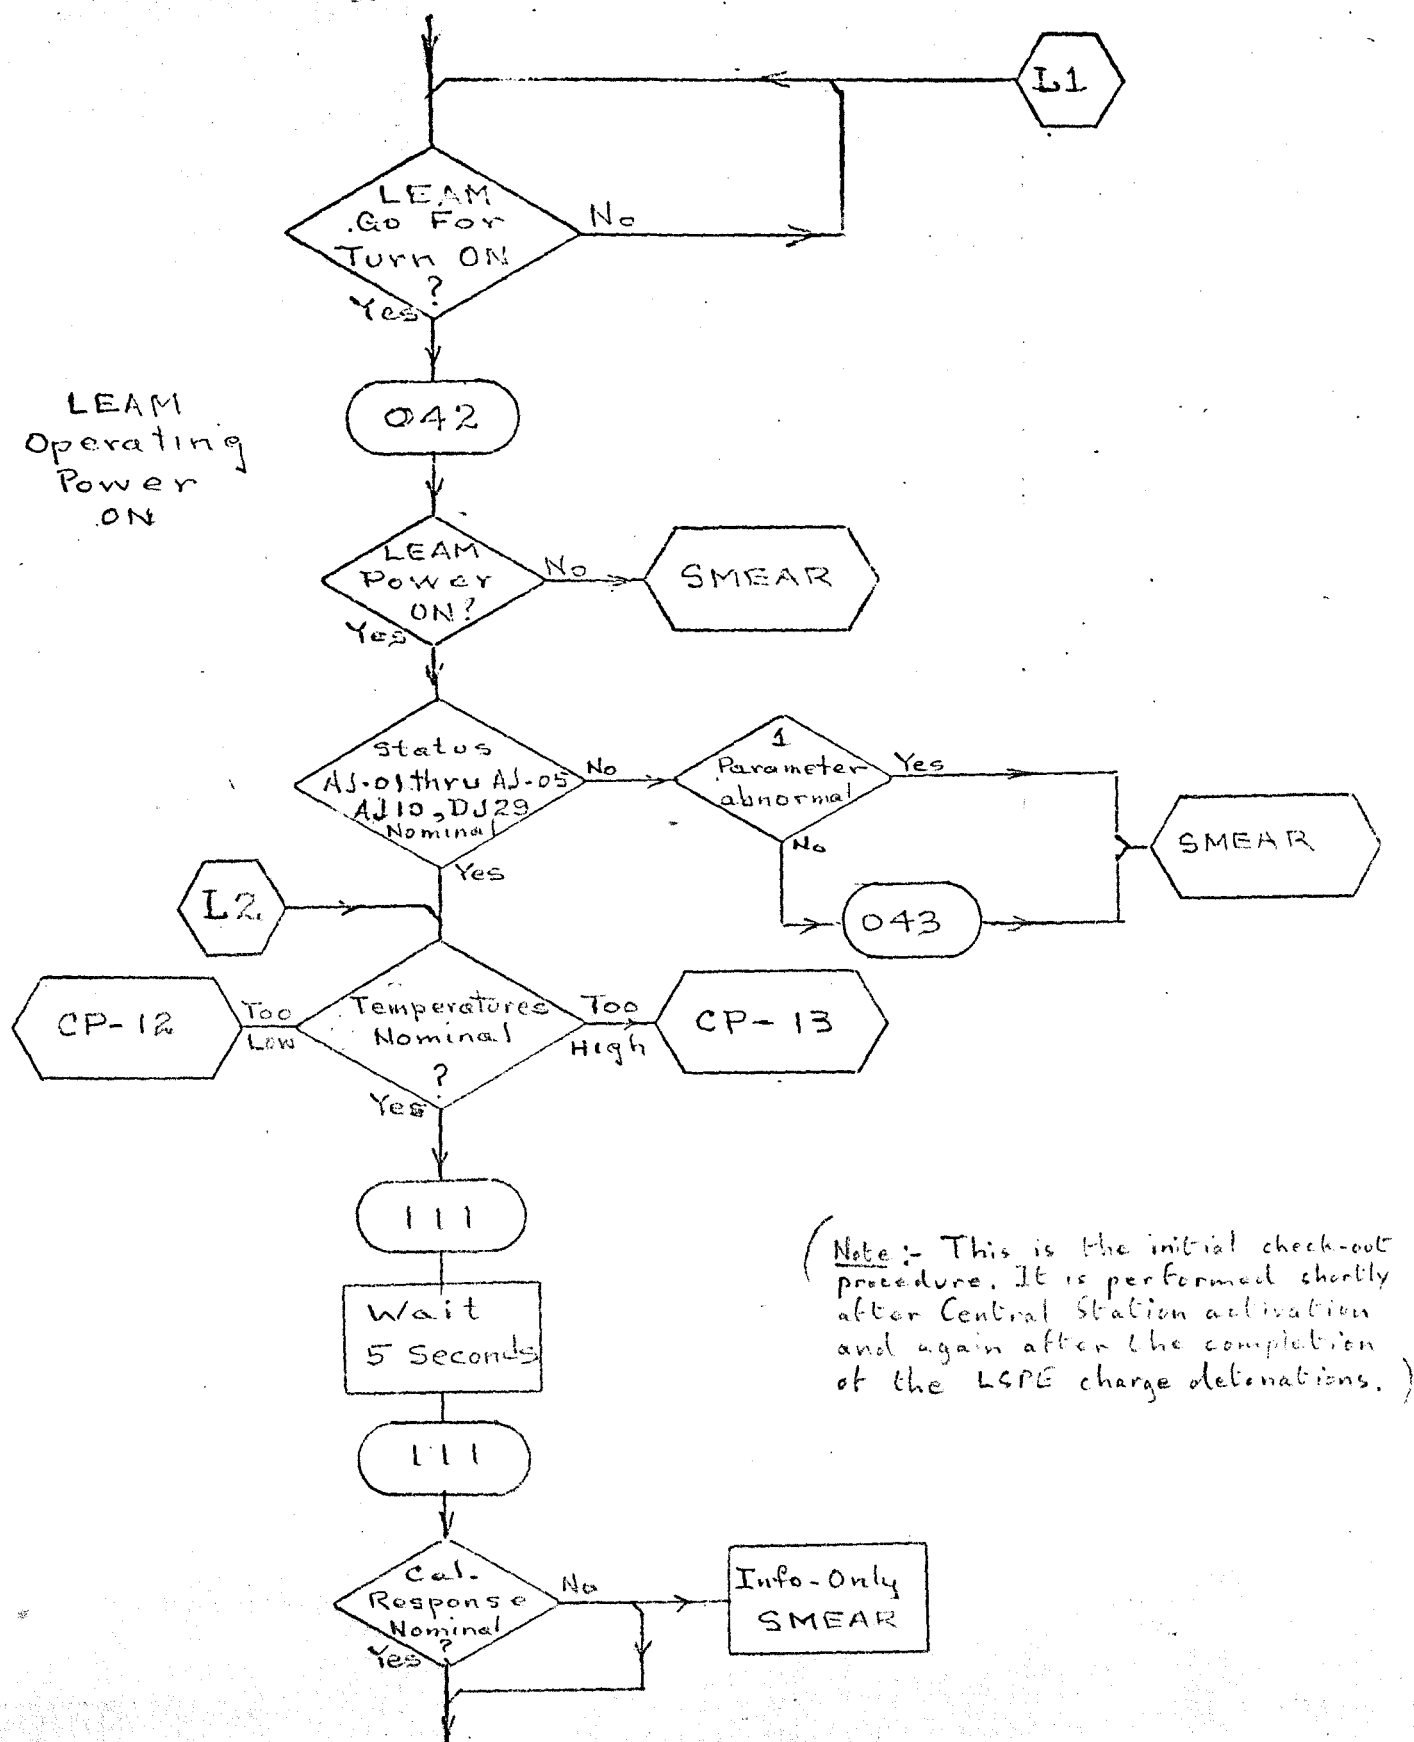 L1
LEAM
Go For
Turn ON
?
No
Yes
LEAM
Operating
Power
ON
042
LEAM
Power
ON?
No
SMEAR
Yes
Status
AJ-01 thru AJ-05
AJ10, DJ29
Nominal
No
1
Parameter
abnormal
Yes
SMEAR
No
043
Yes
L2
CP-12
Too
Low
Temperatures
Nominal
?
Too
High
CP-13
Yes
111
Wait
5 Seconds
111
(Note:- This is the initial check-out
procedure. It is performed shortly
after Central Station activation
and again after the completion
of the LSPE charge detonations.)
Cal.
Response
Nominal
?
No
Info-Only
SMEAR
Yes